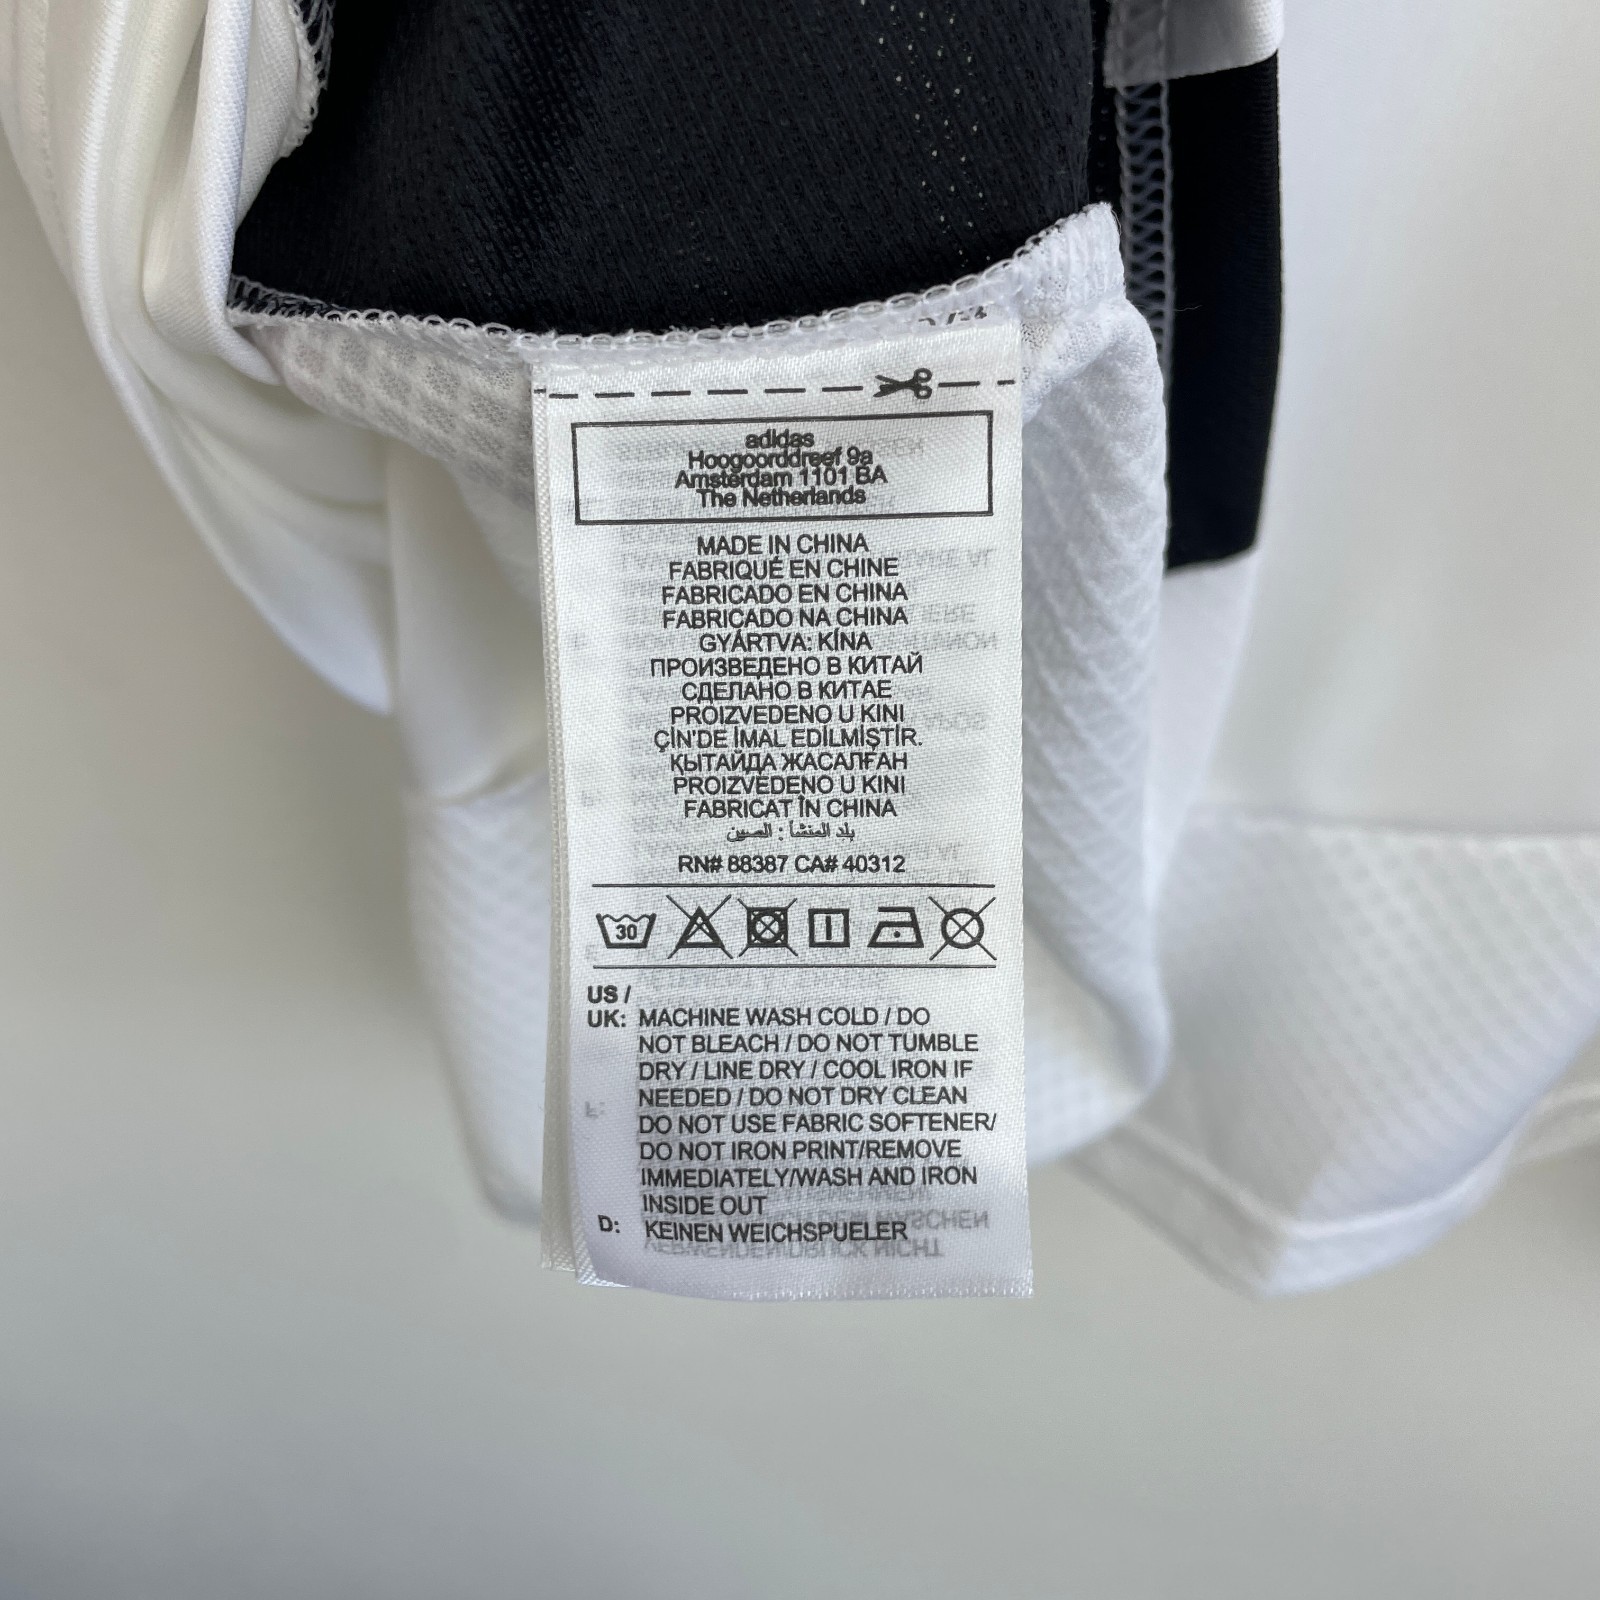 adidas
Hoogoorddreef 9a
Amsterdam 1101 BA
The Netherlands
MADE IN CHINA
FABRIQUÉ EN CHINE
FABRICADO EN CHINA
FABRICADO NA CHINA
GYÁRTVA: KÍNA
ПРОИЗВЕДЕНО В КИТАЙ
СДЕЛАНО В КИТАЕ
PROIZVEDENO U KINI
ÇİN'DE İMAL EDİLMİŞTİR.
ҚЫТАЙДА ЖАСАЛҒАН
PROIZVEDENO U KINI
FABRICAT ÎN CHINA
بلد المنشأ : الصين
RN# 88387 CA# 40312
30
US /
UK: MACHINE WASH COLD / DO
NOT BLEACH / DO NOT TUMBLE
DRY / LINE DRY / COOL IRON IF
NEEDED / DO NOT DRY CLEAN
DO NOT USE FABRIC SOFTENER/
DO NOT IRON PRINT/REMOVE
IMMEDIATELY/WASH AND IRON
INSIDE OUT
D: KEINEN WEICHSPUELER